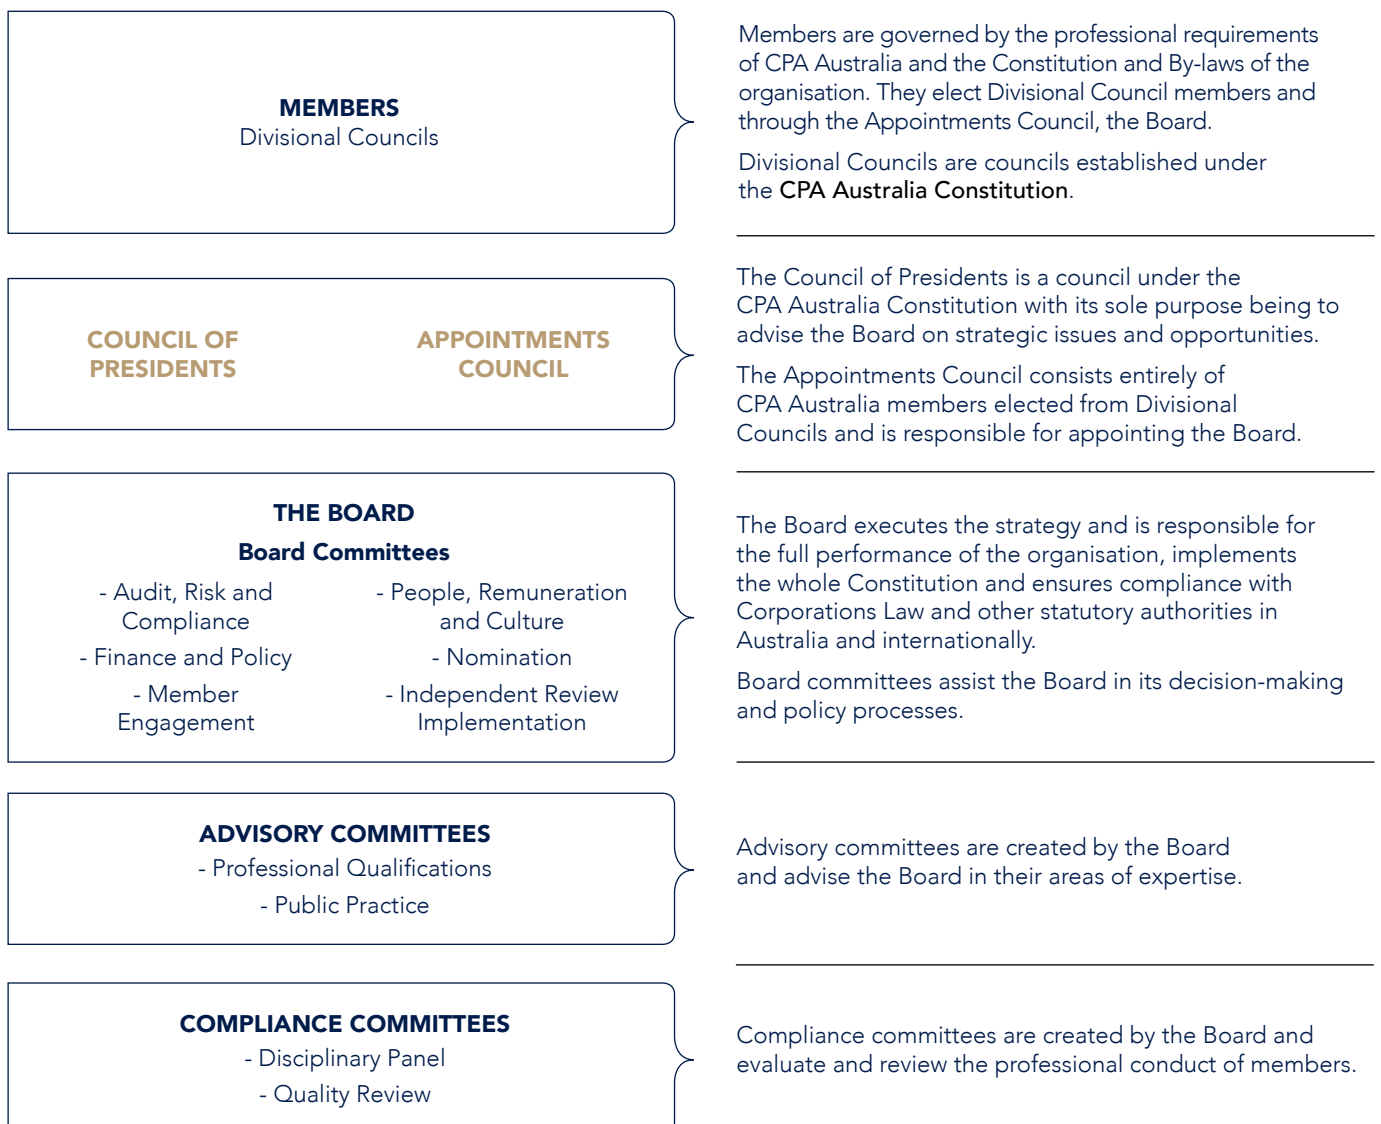 MEMBERS
Divisional Councils
Members are governed by the professional requirements
of CPA Australia and the Constitution and By-laws of the
organisation. They elect Divisional Council members and
through the Appointments Council, the Board.
Divisional Councils are councils established under
the CPA Australia Constitution.
COUNCIL OF
PRESIDENTS
APPOINTMENTS
COUNCIL
The Council of Presidents is a council under the
CPA Australia Constitution with its sole purpose being to
advise the Board on strategic issues and opportunities.
The Appointments Council consists entirely of
CPA Australia members elected from Divisional
Councils and is responsible for appointing the Board.
THE BOARD
Board Committees
- Audit, Risk and
Compliance
- Finance and Policy
- Member
Engagement
- People, Remuneration
and Culture
- Nomination
- Independent Review
Implementation
The Board executes the strategy and is responsible for
the full performance of the organisation, implements
the whole Constitution and ensures compliance with
Corporations Law and other statutory authorities in
Australia and internationally.
Board committees assist the Board in its decision-making
and policy processes.
ADVISORY COMMITTEES
- Professional Qualifications
- Public Practice
Advisory committees are created by the Board
and advise the Board in their areas of expertise.
COMPLIANCE COMMITTEES
- Disciplinary Panel
- Quality Review
Compliance committees are created by the Board and
evaluate and review the professional conduct of members.